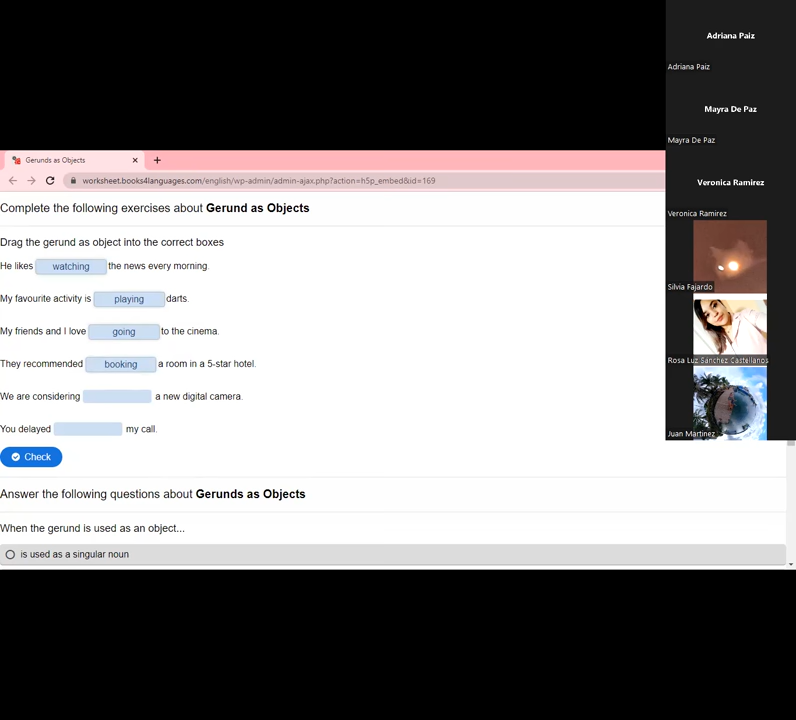 Gerunds as Objects
worksheet.books4languages.com/english/wp-admin/admin-ajax.php?action=h5p_embed&id=169
Complete the following exercises about Gerund as Objects
Drag the gerund as object into the correct boxes
He likes watching the news every morning.
My favourite activity is playing darts.
My friends and I love going to the cinema.
They recommended booking a room in a 5-star hotel.
We are considering a new digital camera.
You delayed my call.
Check
Answer the following questions about Gerunds as Objects
When the gerund is used as an object...
is used as a singular noun
Adriana Paiz
Adriana Paiz
Mayra De Paz
Mayra De Paz
Veronica Ramirez
Veronica Ramirez
Silvia Fajardo
Rosa Luz Sánchez Castellanos
Juan Martinez